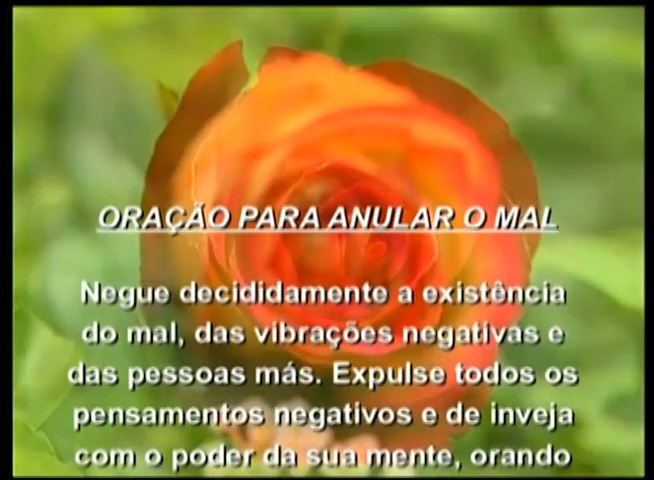 ORAÇÃO PARA ANULAR O MAL
Negue decididamente a existência
do mal, das vibrações negativas e
das pessoas más. Expulse todos os
pensamentos negativos e de inveja
com o poder da sua mente, orando